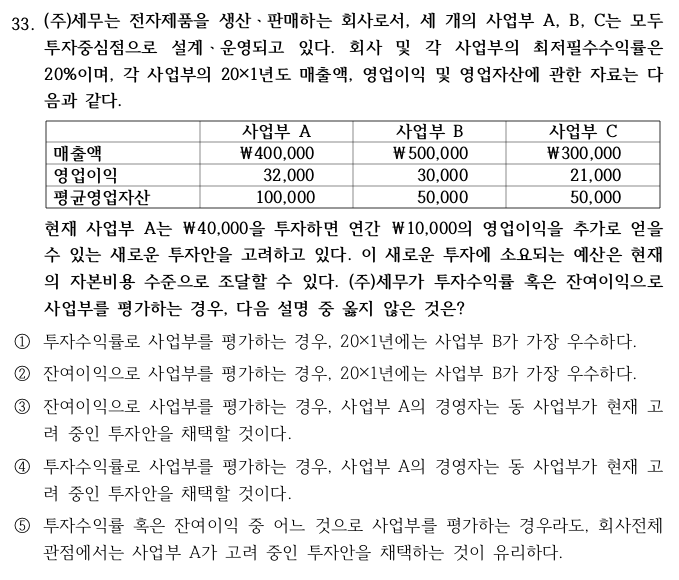 33. (주)세무는 전자제품을 생산ㆍ판매하는 회사로서, 세 개의 사업부 A, B, C는 모두
투자중심점으로 설계ㆍ운영되고 있다. 회사 및 각 사업부의 최저필수수익률은
20%이며, 각 사업부의 20×1년도 매출액, 영업이익 및 영업자산에 관한 자료는 다
음과 같다.
사업부 A 사업부 B 사업부 C
매출액 ₩400,000 ₩500,000 ₩300,000
영업이익 32,000 30,000 21,000
평균영업자산 100,000 50,000 50,000
현재 사업부 A는 ₩40,000을 투자하면 연간 ₩10,000의 영업이익을 추가로 얻을
수 있는 새로운 투자안을 고려하고 있다. 이 새로운 투자에 소요되는 예산은 현재
의 자본비용 수준으로 조달할 수 있다. (주)세무가 투자수익률 혹은 잔여이익으로
사업부를 평가하는 경우, 다음 설명 중 옳지 않은 것은?
① 투자수익률로 사업부를 평가하는 경우, 20×1년에는 사업부 B가 가장 우수하다.
② 잔여이익으로 사업부를 평가하는 경우, 20×1년에는 사업부 B가 가장 우수하다.
③ 잔여이익으로 사업부를 평가하는 경우, 사업부 A의 경영자는 동 사업부가 현재 고
려 중인 투자안을 채택할 것이다.
④ 투자수익률로 사업부를 평가하는 경우, 사업부 A의 경영자는 동 사업부가 현재 고
려 중인 투자안을 채택할 것이다.
⑤ 투자수익률 혹은 잔여이익 중 어느 것으로 사업부를 평가하는 경우라도, 회사전체
관점에서는 사업부 A가 고려 중인 투자안을 채택하는 것이 유리하다.